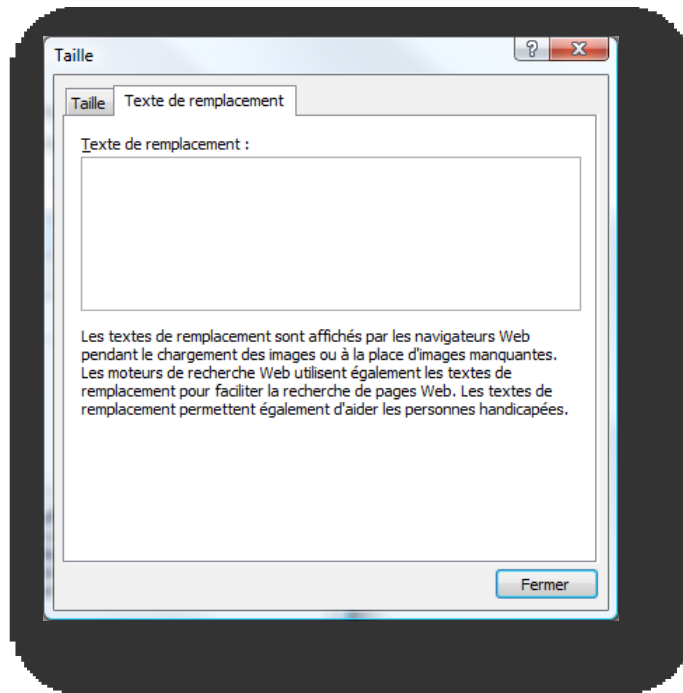 Taille
?
X
Taille
Texte de remplacement
Texte de remplacement :
Les textes de remplacement sont affichés par les navigateurs Web
pendant le chargement des images ou à la place d'images manquantes.
Les moteurs de recherche Web utilisent également les textes de
remplacement pour faciliter la recherche de pages Web. Les textes de
remplacement permettent également d'aider les personnes handicapées.
Fermer